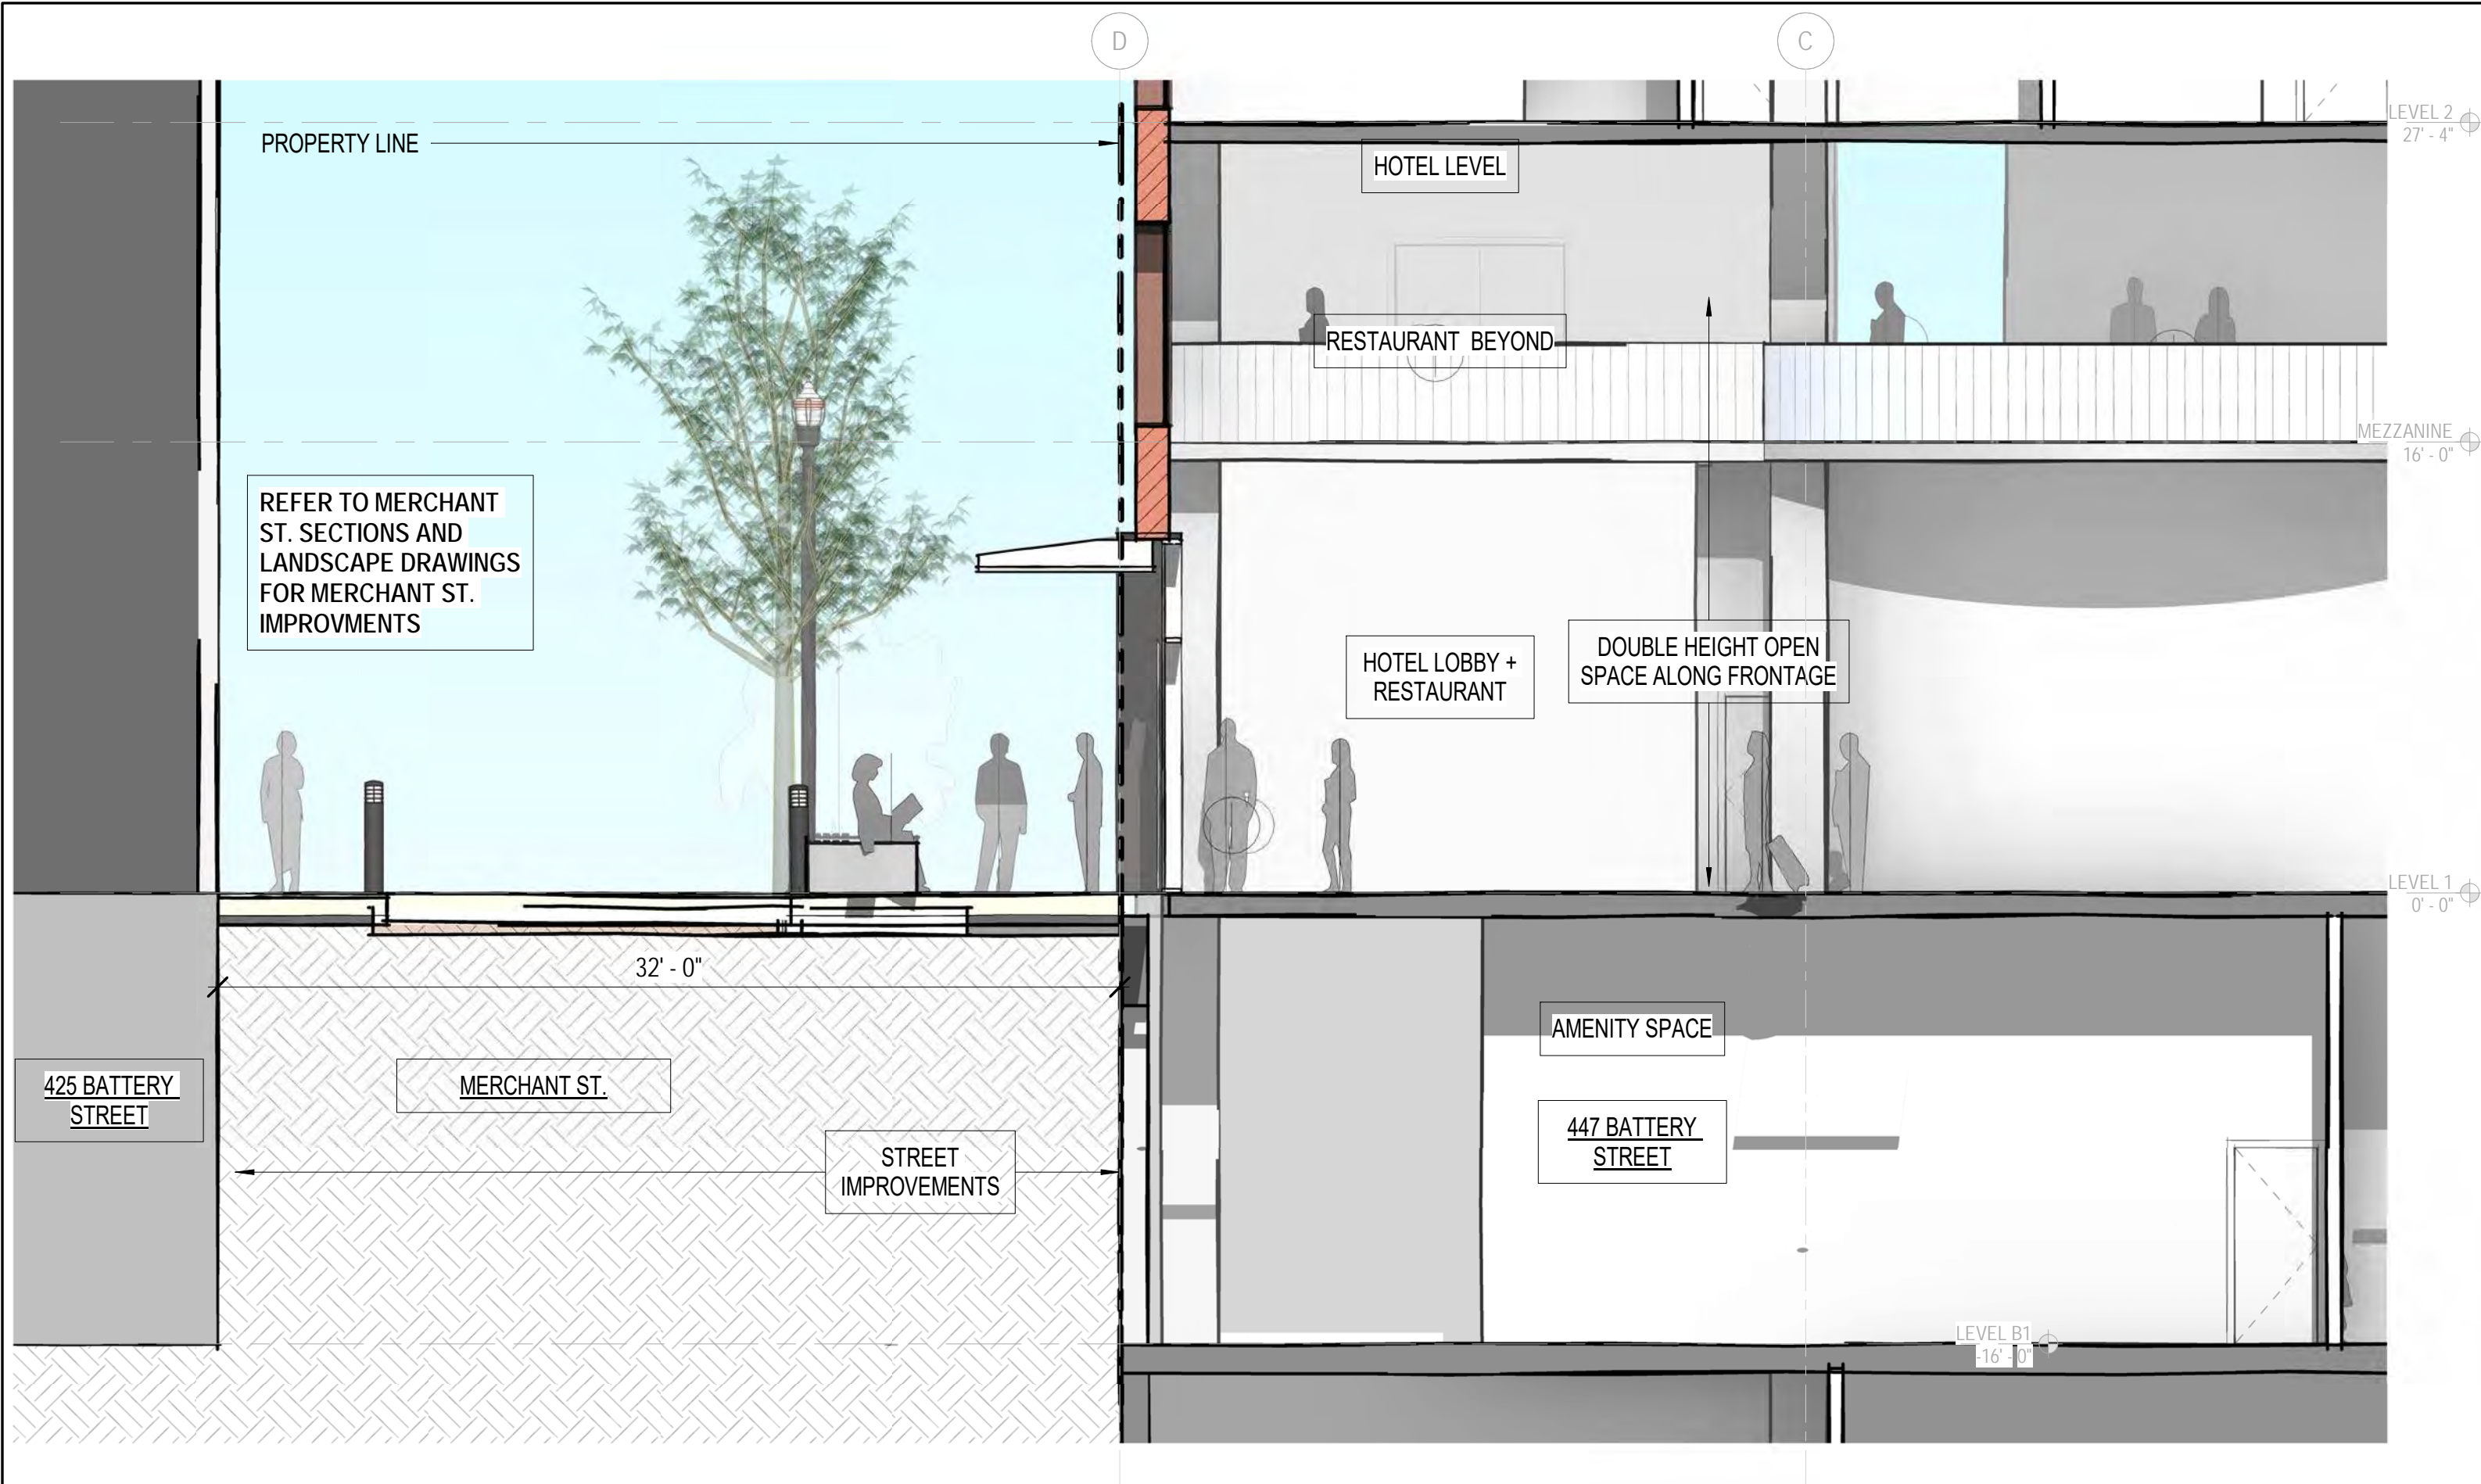 D
C
PROPERTY LINE
LEVEL 2
27' - 4"
HOTEL LEVEL
RESTAURANT BEYOND
MEZZANINE
16' - 0"
REFER TO MERCHANT
ST. SECTIONS AND
LANDSCAPE DRAWINGS
FOR MERCHANT ST.
IMPROVMENTS
HOTEL LOBBY +
RESTAURANT
DOUBLE HEIGHT OPEN
SPACE ALONG FRONTAGE
LEVEL 1
0' - 0"
32' - 0"
AMENITY SPACE
425 BATTERY
STREET
MERCHANT ST.
447 BATTERY
STREET
STREET
IMPROVEMENTS
LEVEL B1
-16' - 0"